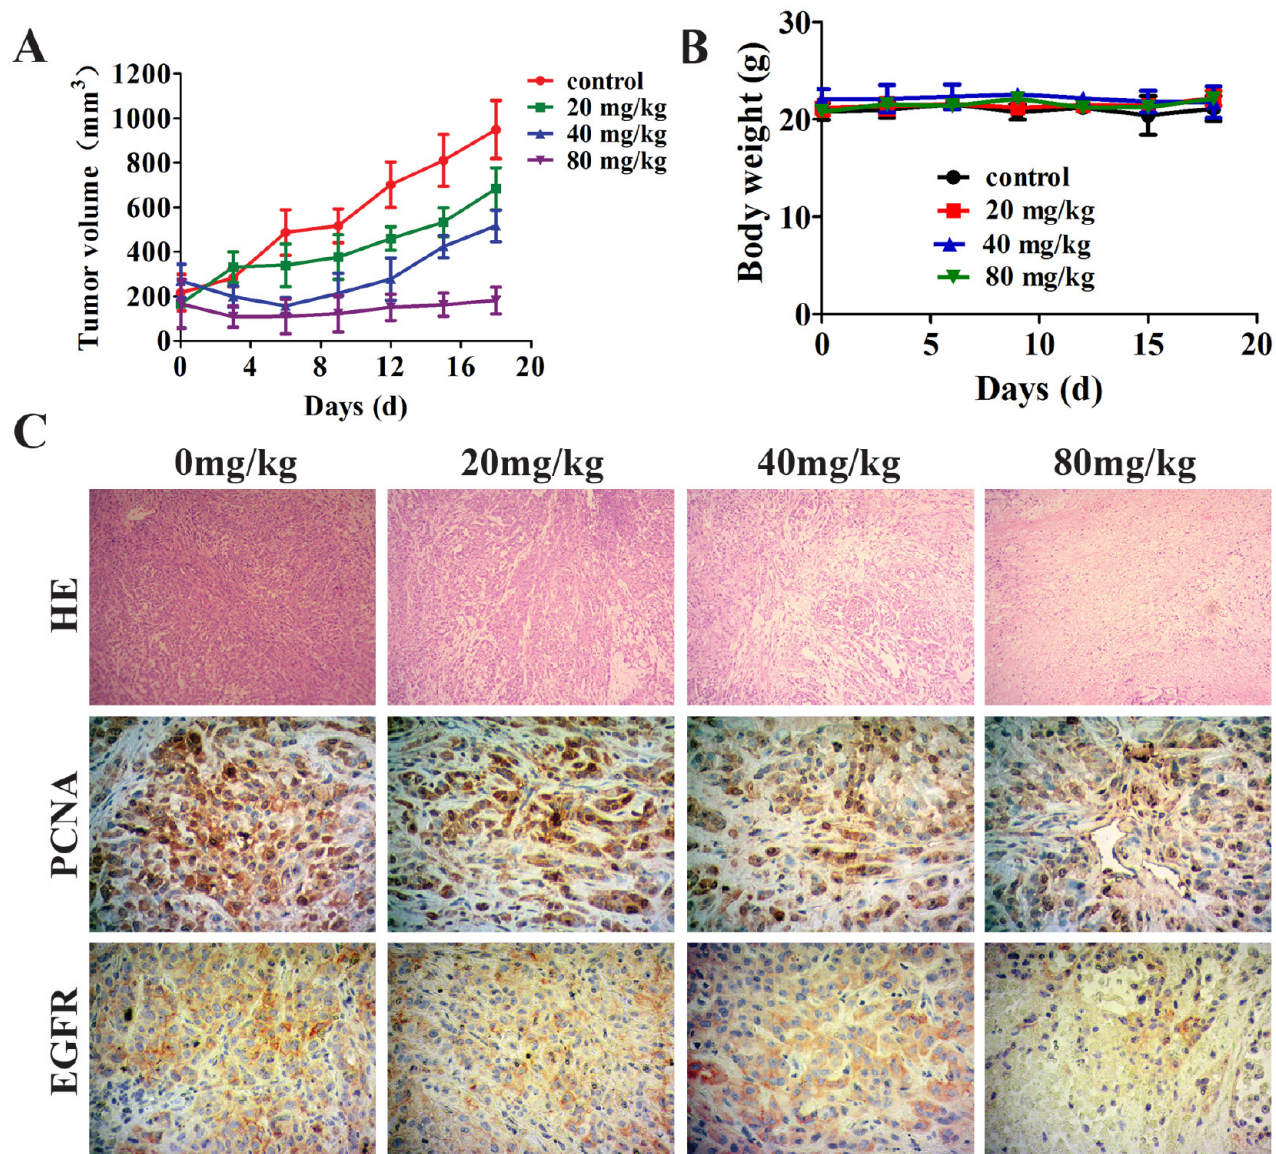 A
Tumor volume (mm³)
1200
1000
800
600
400
200
0
0 4 8 12 16 20
Days (d)
control
20 mg/kg
40 mg/kg
80 mg/kg
B
Body weight (g)
30
20
10
0
0 5 10 15 20
Days (d)
control
20 mg/kg
40 mg/kg
80 mg/kg
C
0mg/kg 20mg/kg 40mg/kg 80mg/kg
HE
PCNA
EGFR